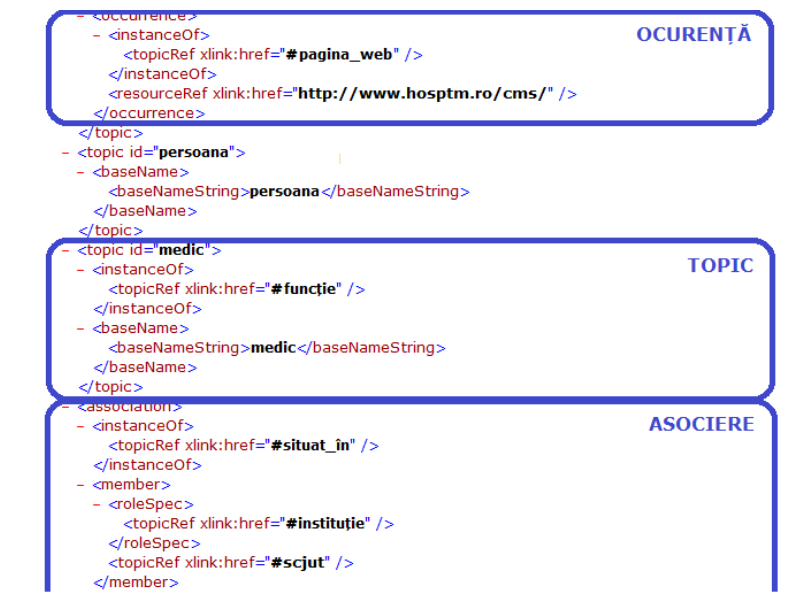 - <occurrence>
OCURENȚĂ
- <instanceOf>
<topicRef xlink:href="#pagina_web" />
</instanceOf>
<resourceRef xlink:href="http://www.hosptm.ro/cms/" />
</occurrence>
</topic>
- <topic id="persoana">
- <baseName>
<baseNameString>persoana</baseNameString>
</baseName>
</topic>
- <topic id="medic">
TOPIC
- <instanceOf>
<topicRef xlink:href="#funcție" />
</instanceOf>
- <baseName>
<baseNameString>medic</baseNameString>
</baseName>
</topic>
- <association>
ASOCIERE
- <instanceOf>
<topicRef xlink:href="#situat_în" />
</instanceOf>
- <member>
- <roleSpec>
<topicRef xlink:href="#instituție" />
</roleSpec>
<topicRef xlink:href="#scjut" />
</member>